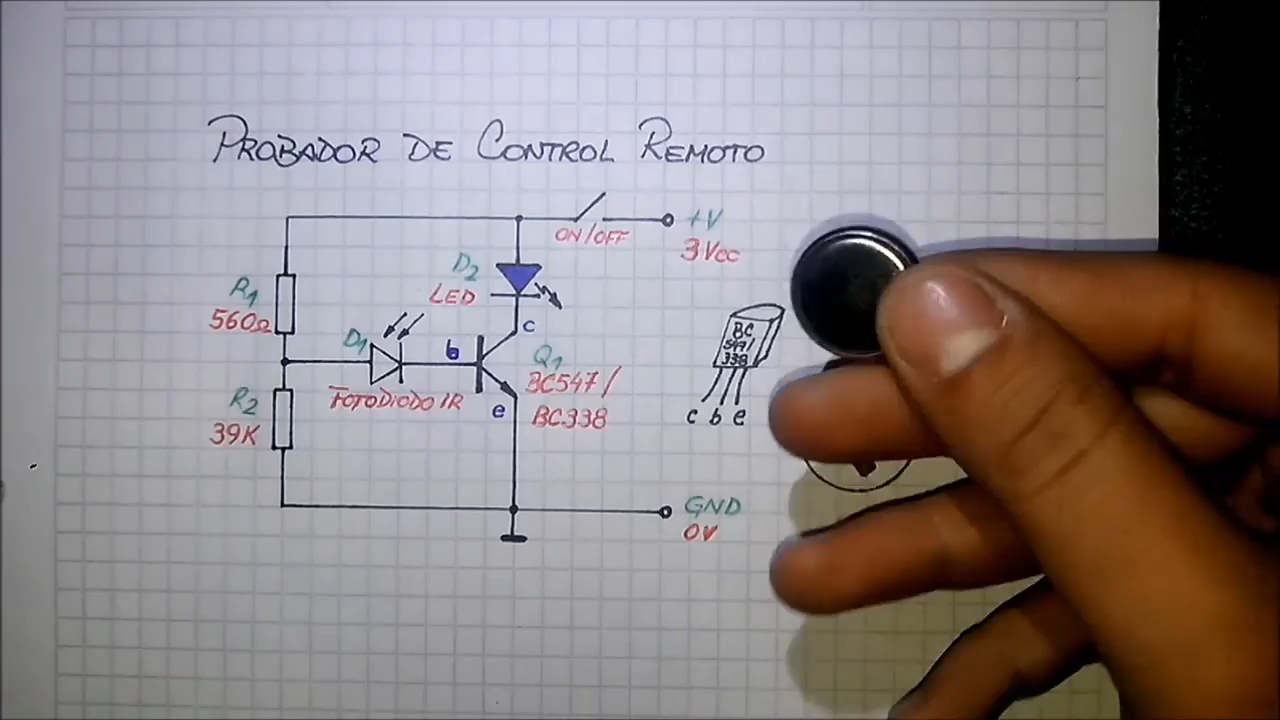 PROBADOR DE CONTROL REMOTO
+V
ON/OFF
3Vcc
D2
LED
R1
560Ω
c
BC
547/
338
D1
b
Q1
BC547/
FOTODIODO IR
R2
e
BC338
c b e
39K
GND
0V